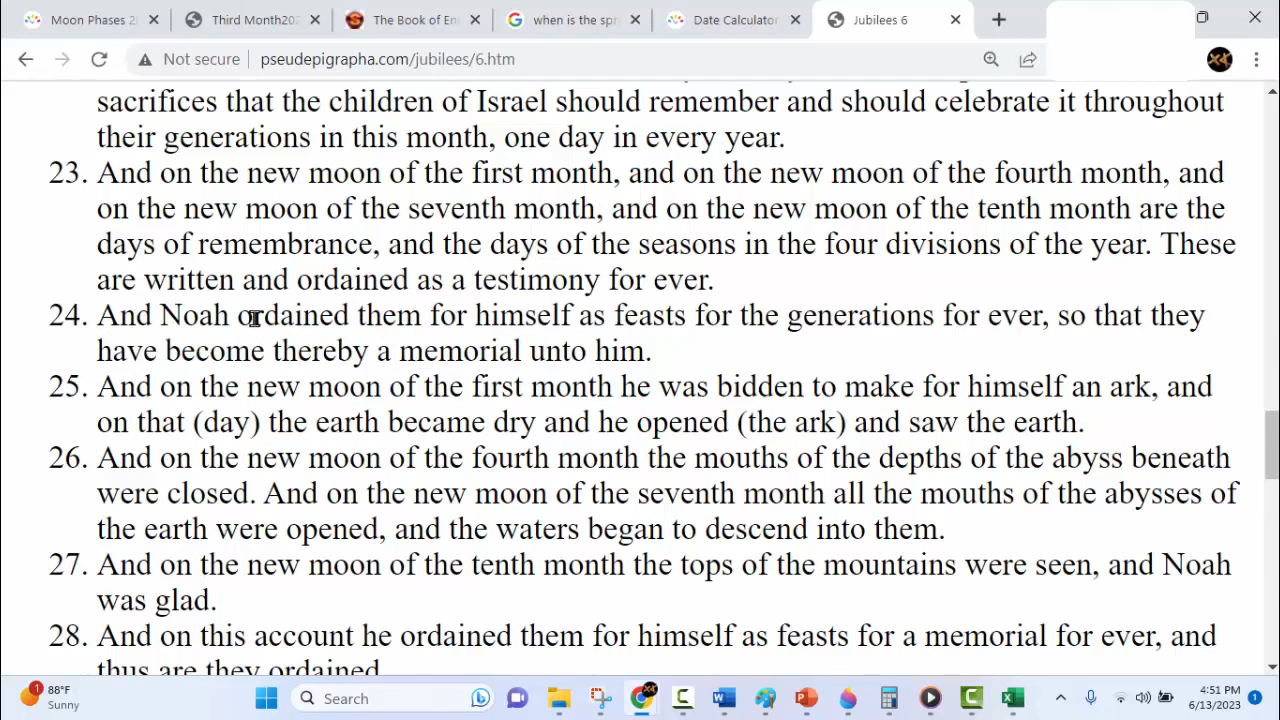 Moon Phases 2
Third Month202
The Book of En
when is the spr
Date Calculator
Jubilees 6
Not secure
pseudepigrapha.com/jubilees/6.htm
sacrifices that the children of Israel should remember and should celebrate it throughout
their generations in this month, one day in every year.
23. And on the new moon of the first month, and on the new moon of the fourth month, and
on the new moon of the seventh month, and on the new moon of the tenth month are the
days of remembrance, and the days of the seasons in the four divisions of the year. These
are written and ordained as a testimony for ever.
24. And Noah ordained them for himself as feasts for the generations for ever, so that they
have become thereby a memorial unto him.
25. And on the new moon of the first month he was bidden to make for himself an ark, and
on that (day) the earth became dry and he opened (the ark) and saw the earth.
26. And on the new moon of the fourth month the mouths of the depths of the abyss beneath
were closed. And on the new moon of the seventh month all the mouths of the abysses of
the earth were opened, and the waters began to descend into them.
27. And on the new moon of the tenth month the tops of the mountains were seen, and Noah
was glad.
28. And on this account he ordained them for himself as feasts for a memorial for ever, and
thus are they ordained.
1
88°F
Sunny
Search
4:51 PM
6/13/2023
1